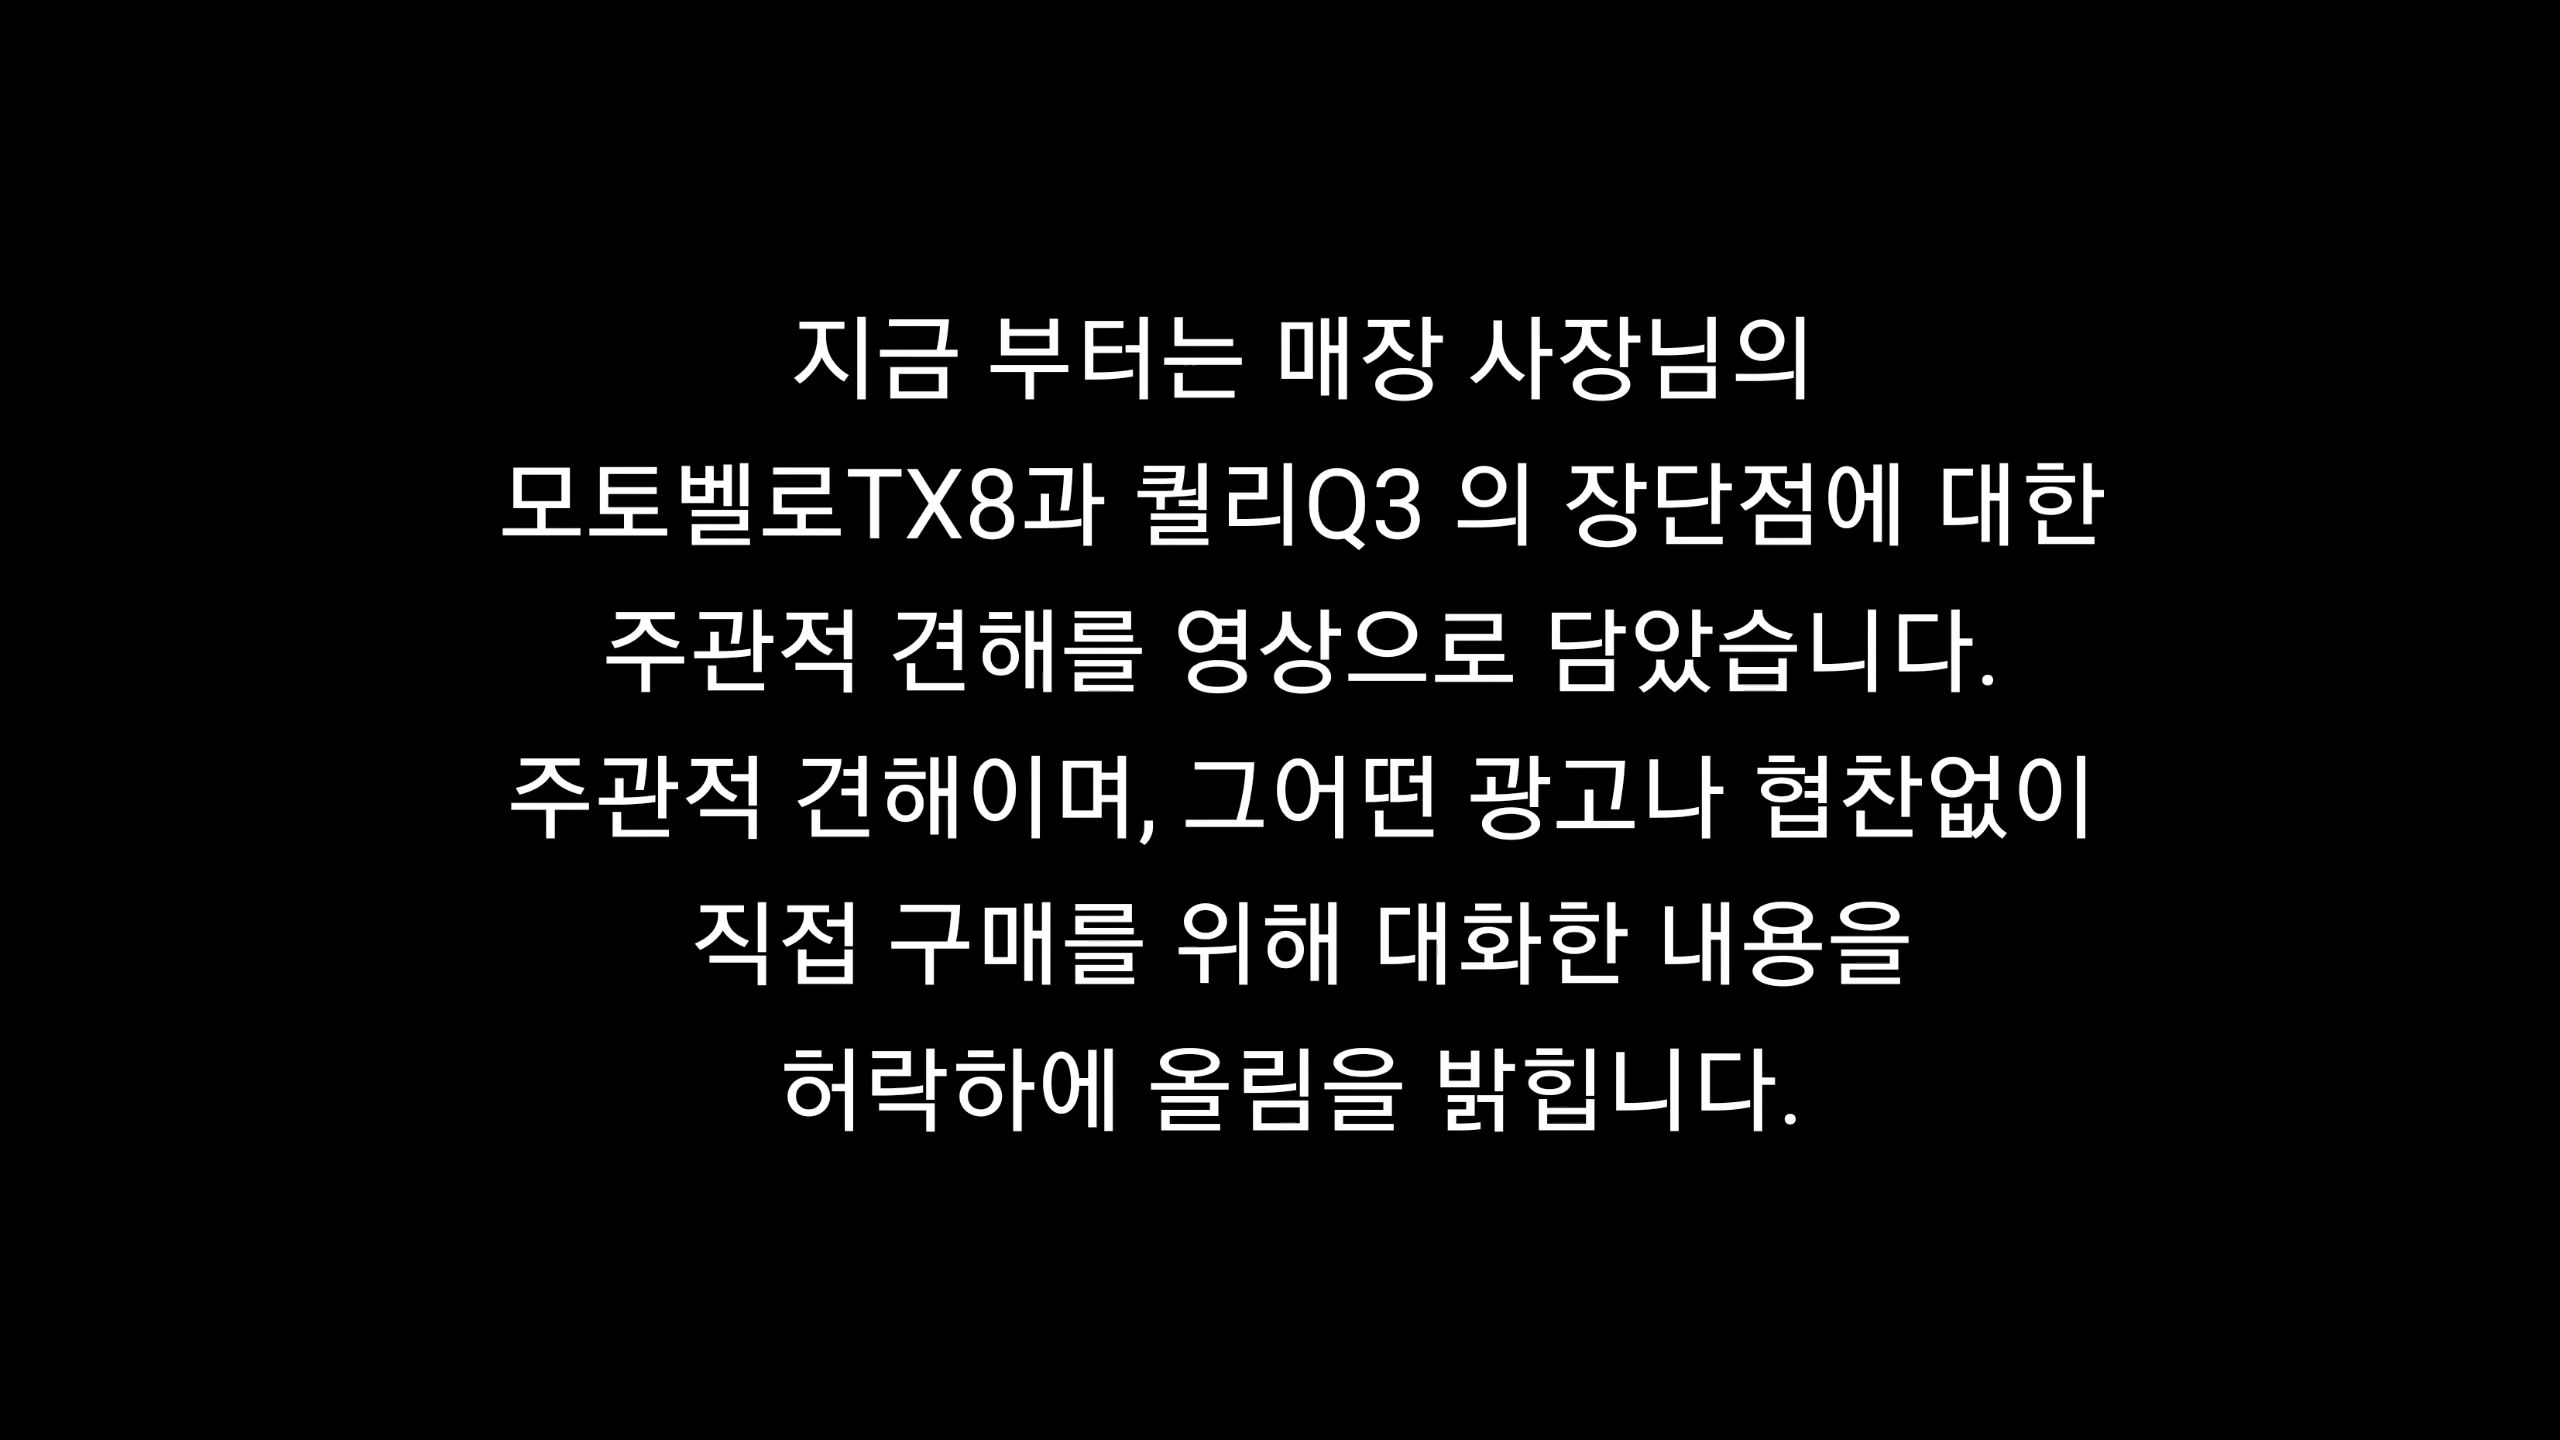 지금 부터는 매장 사장님의
모토벨로TX8과 퀄리Q3 의 장단점에 대한
주관적 견해를 영상으로 담았습니다.
주관적 견해이며, 그어떤 광고나 협찬없이
직접 구매를 위해 대화한 내용을
허락하에 올림을 밝힙니다.